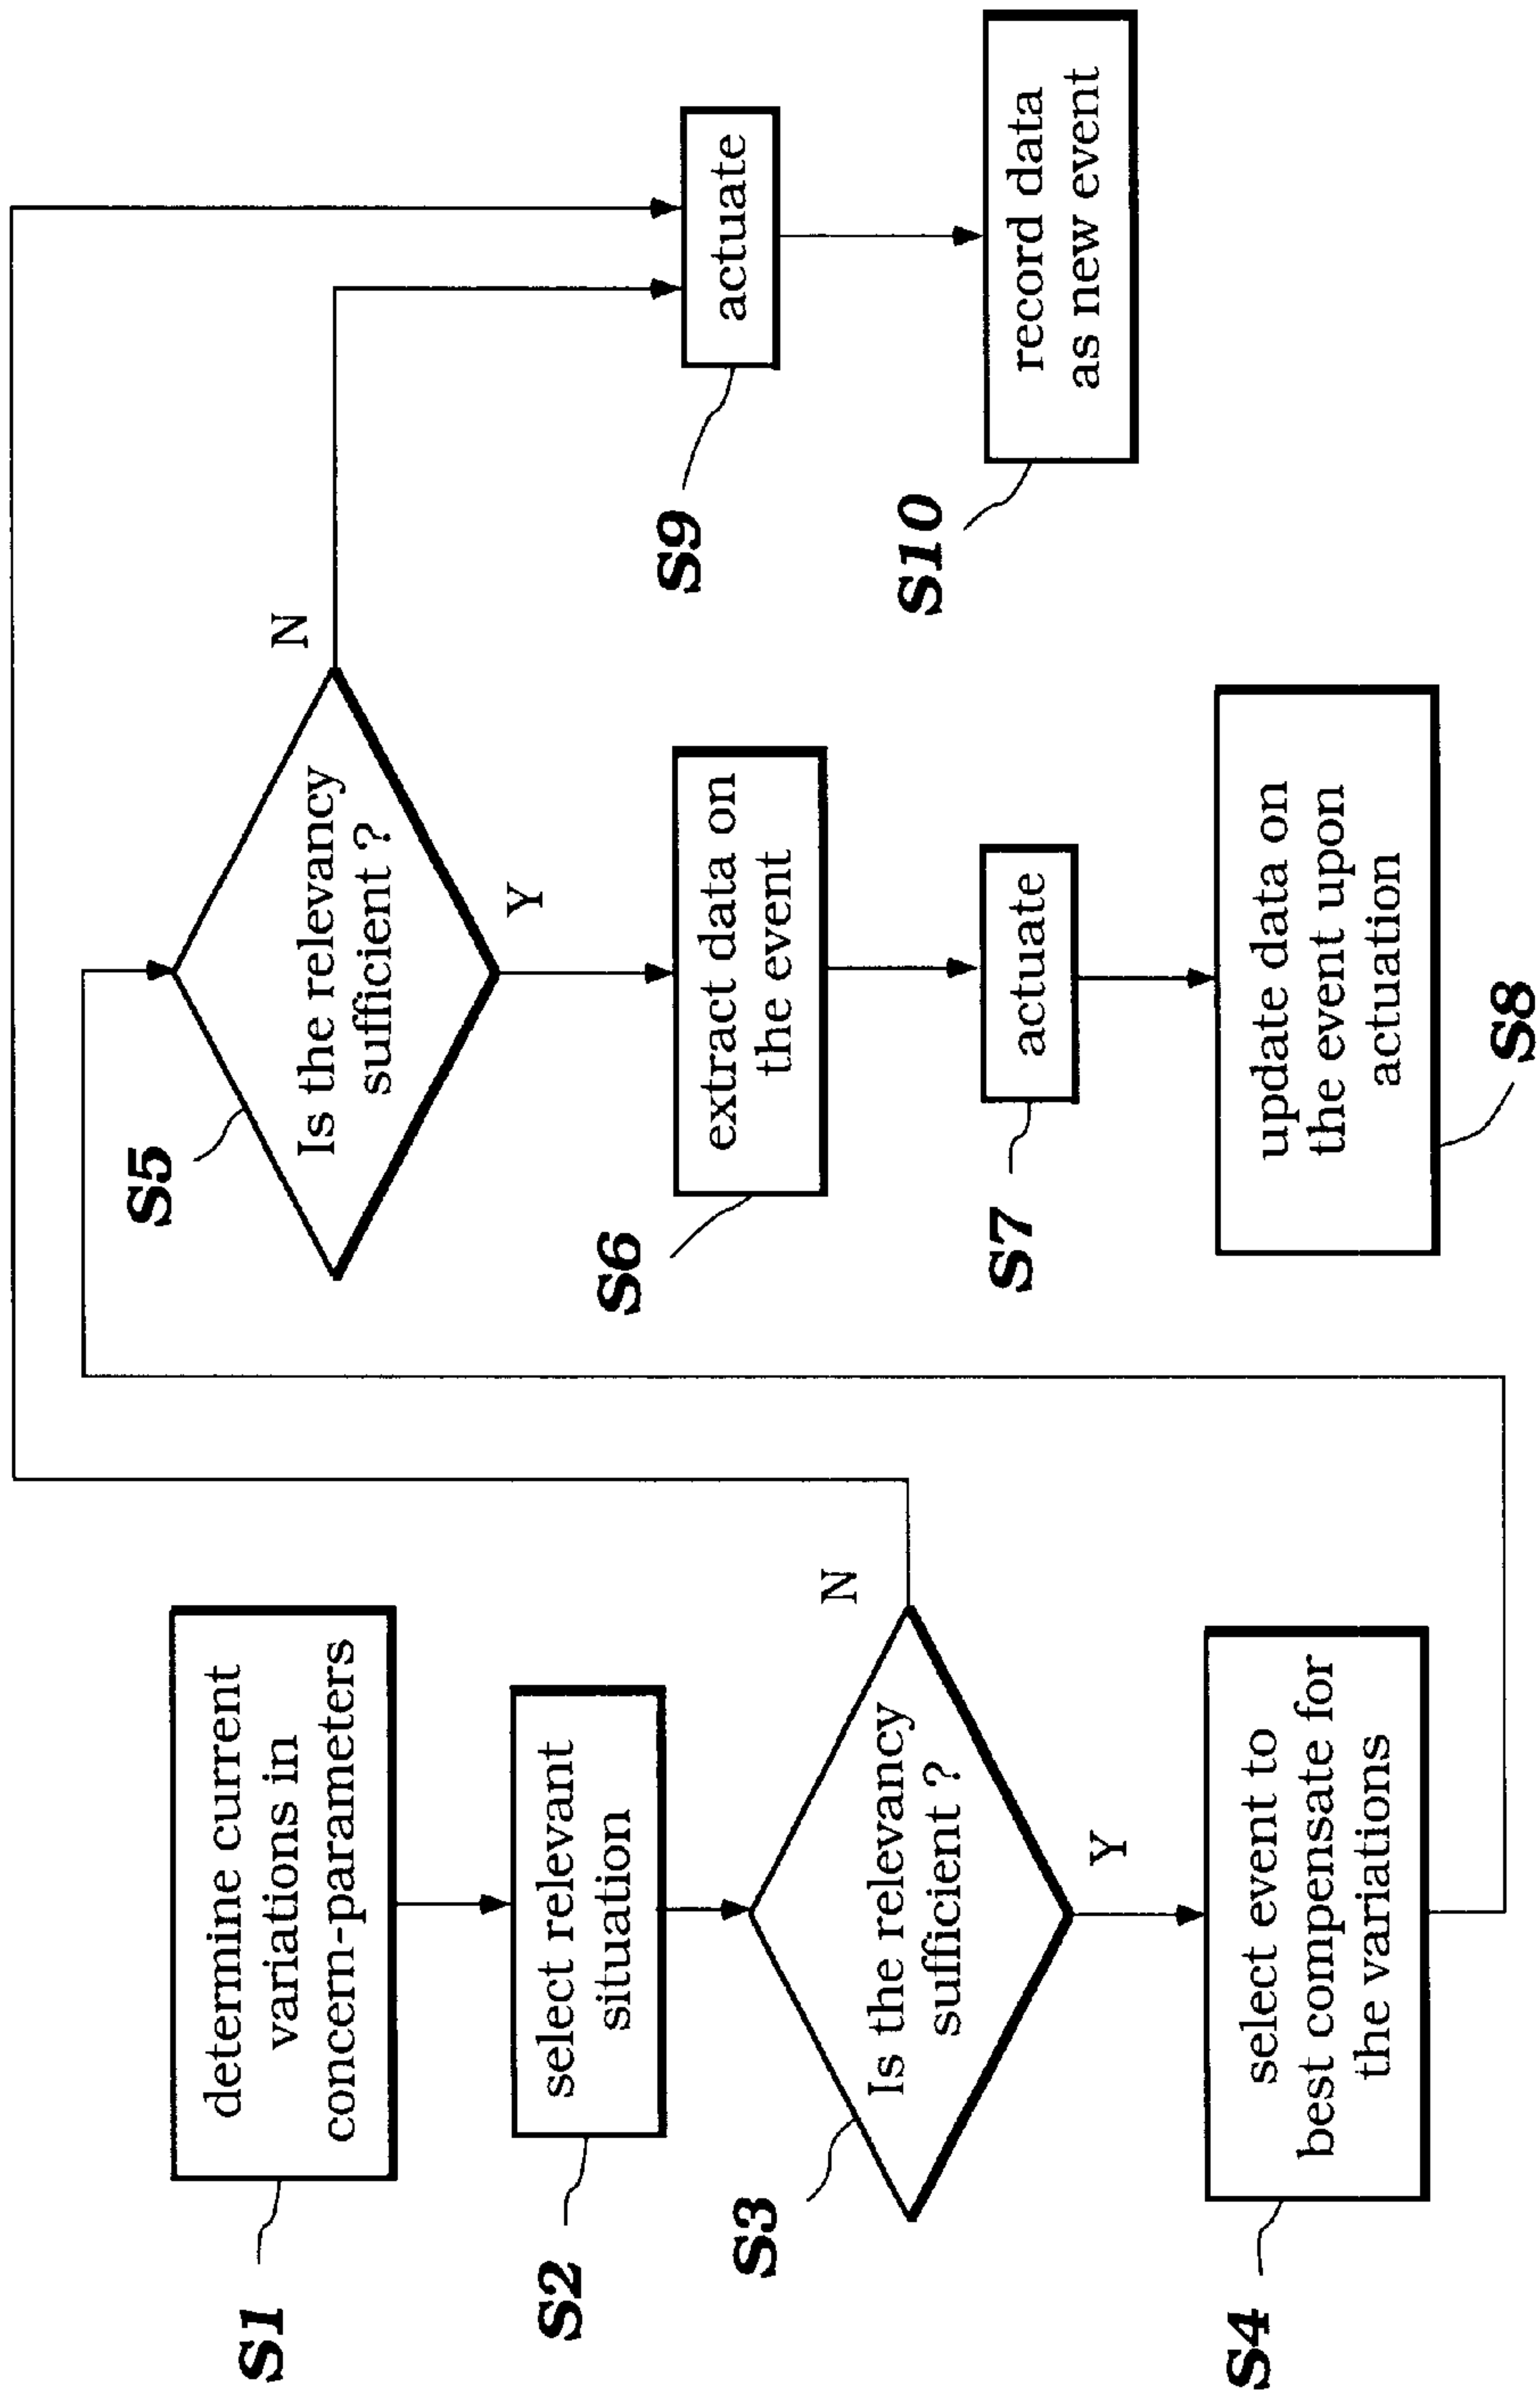 S1
determine current
variations in
concern-parameters
S2
select relevant
situation
S3
Is the relevancy
sufficient ?
N
Y
S4
select event to
best compensate for
the variations
S5
Is the relevancy
sufficient ?
N
Y
S6
extract data on
the event
S7
actuate
S8
update data on
the event upon
actuation
S9
actuate
S10
record data
as new event